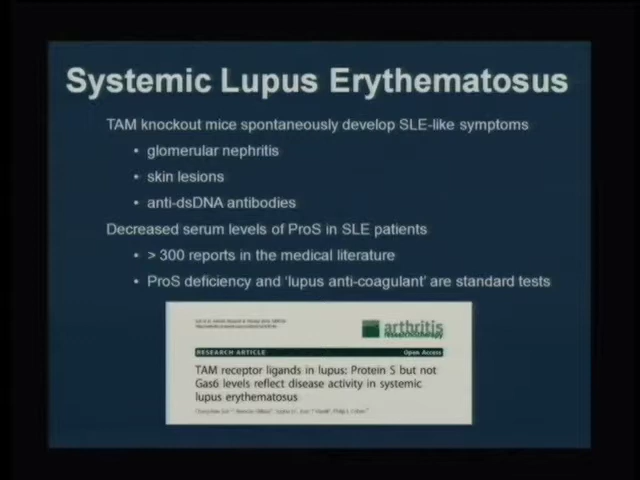 Systemic Lupus Erythematosus
TAM knockout mice spontaneously develop SLE-like symptoms
• glomerular nephritis
• skin lesions
• anti-dsDNA antibodies
Decreased serum levels of ProS in SLE patients
• > 300 reports in the medical literature
• ProS deficiency and 'lupus anti-coagulant' are standard tests
arthritis
RESEARCH ARTICLE
Open Access
TAM receptor ligands in lupus: Protein S but not
Gas6 levels reflect disease activity in systemic
lupus erythematosus